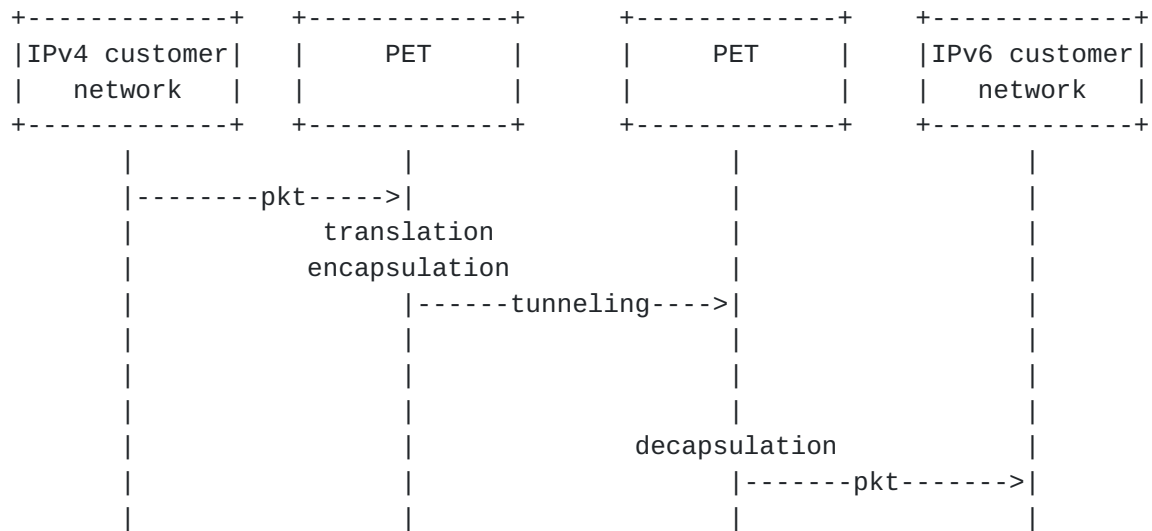 +-------------+   +-------------+      +-------------+    +-------------+
|IPv4 customer|   |     PET     |      |     PET     |    |IPv6 customer|
|   network   |   |             |      |             |    |   network   |
+-------------+   +-------------+      +-------------+    +-------------+
       |                 |                    |                  |
       |--------pkt----->|                    |                  |
       |            translation               |                  |
       |           encapsulation              |                  |
       |                 |------tunneling---->|                  |
       |                 |                    |                  |
       |                 |                    |                  |
       |                 |                    |                  |
       |                 |              decapsulation            |
       |                 |                    |-------pkt------->|
       |                 |                    |                  |